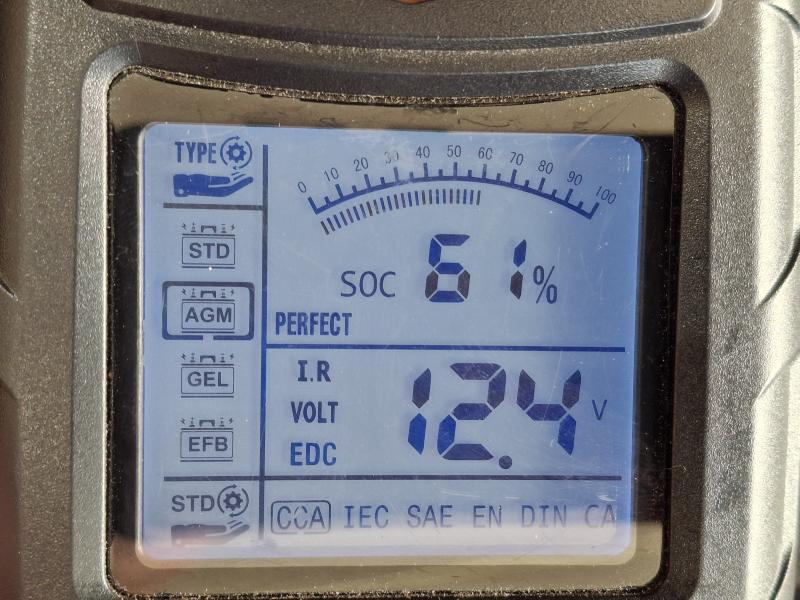 TYPE
0 10 20 30 40 50 60 70 80 90 100
STD
SOC 61%
AGM
PERFECT
GEL
I.R
VOLT 12.4 V
EFB
EDC
STD
CCA IEC SAE EN DIN CA